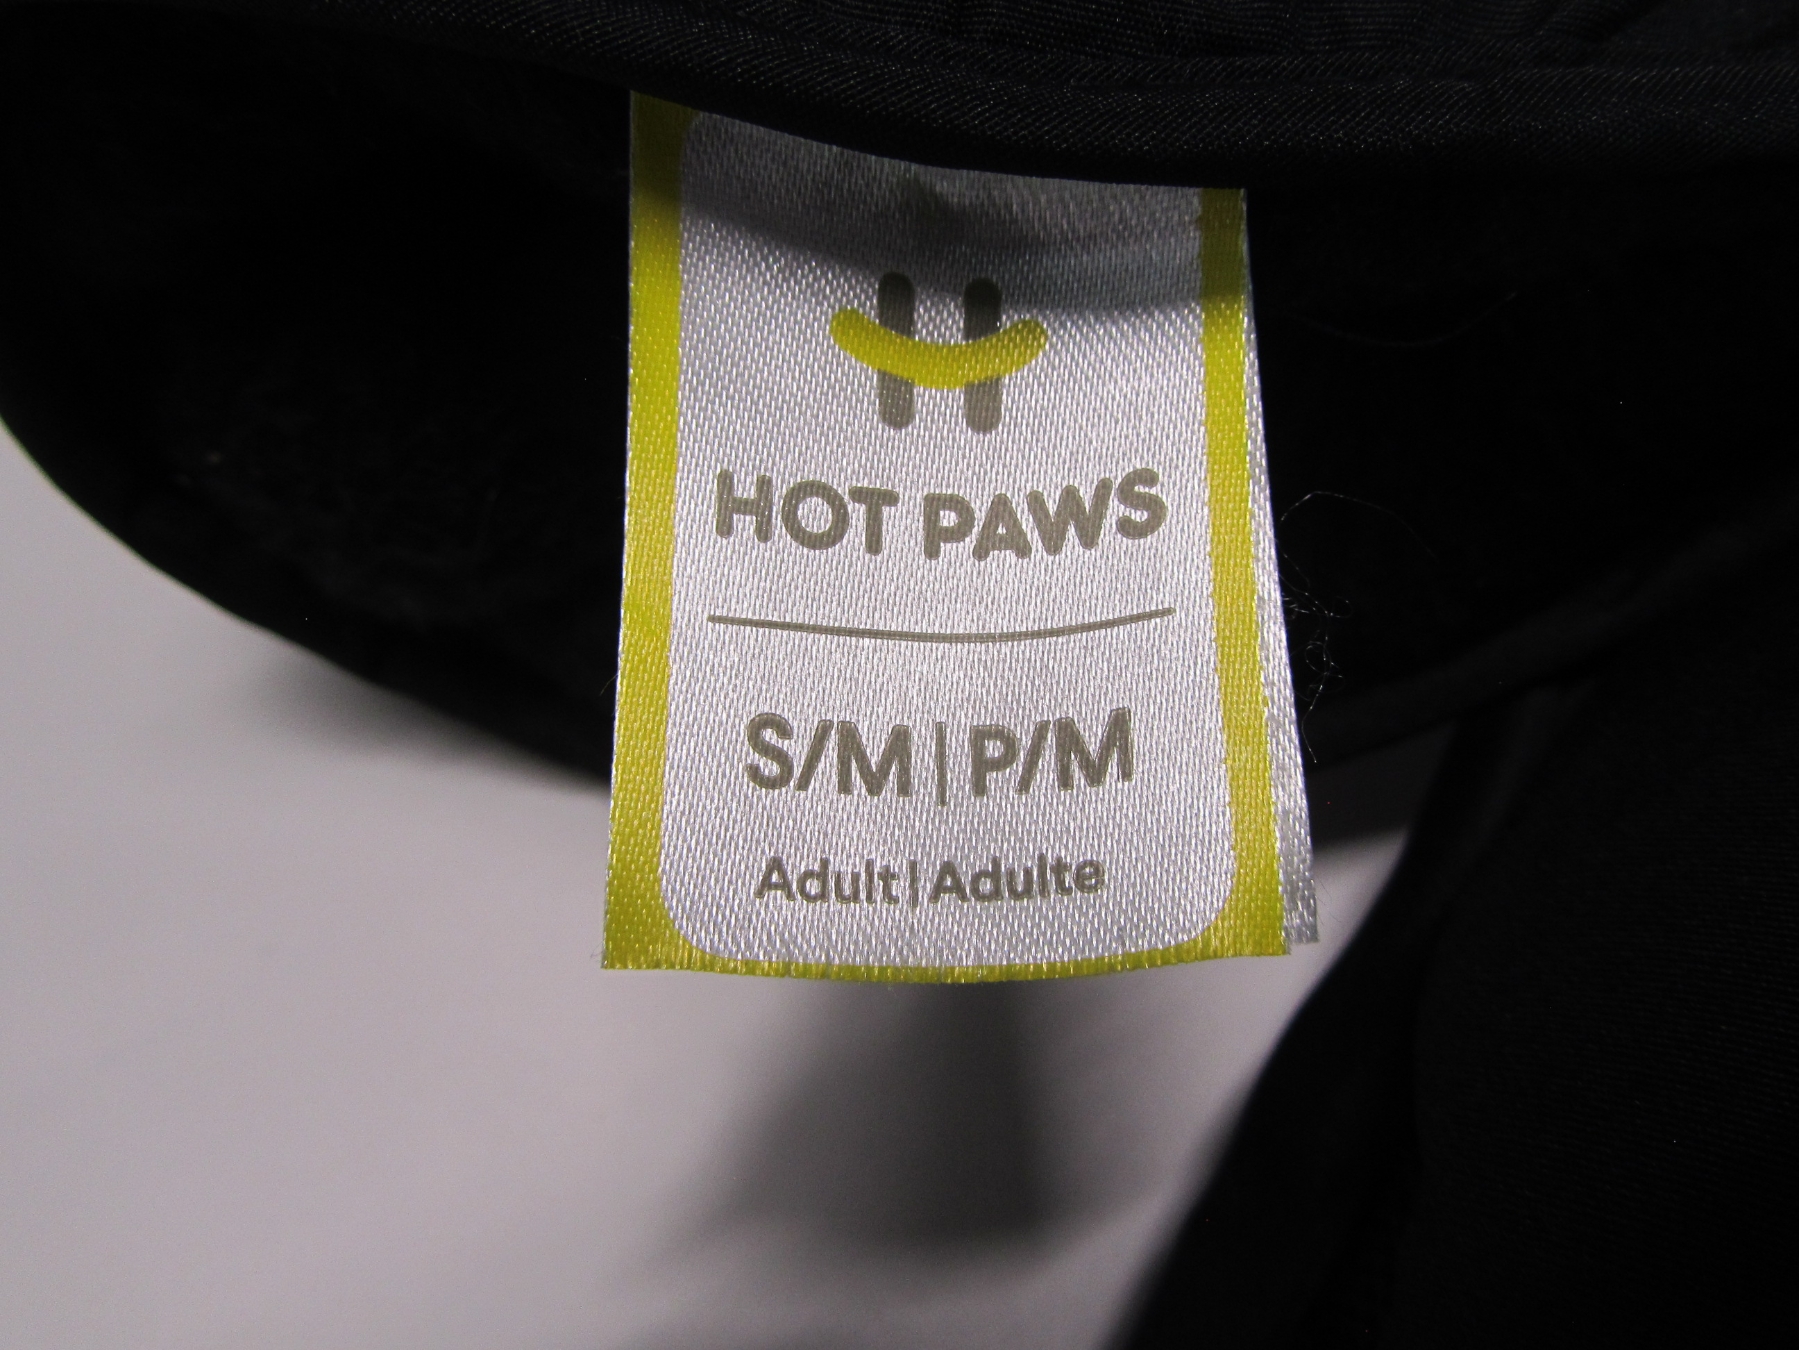 HOT PAWS
S/M | P/M
Adult | Adulte